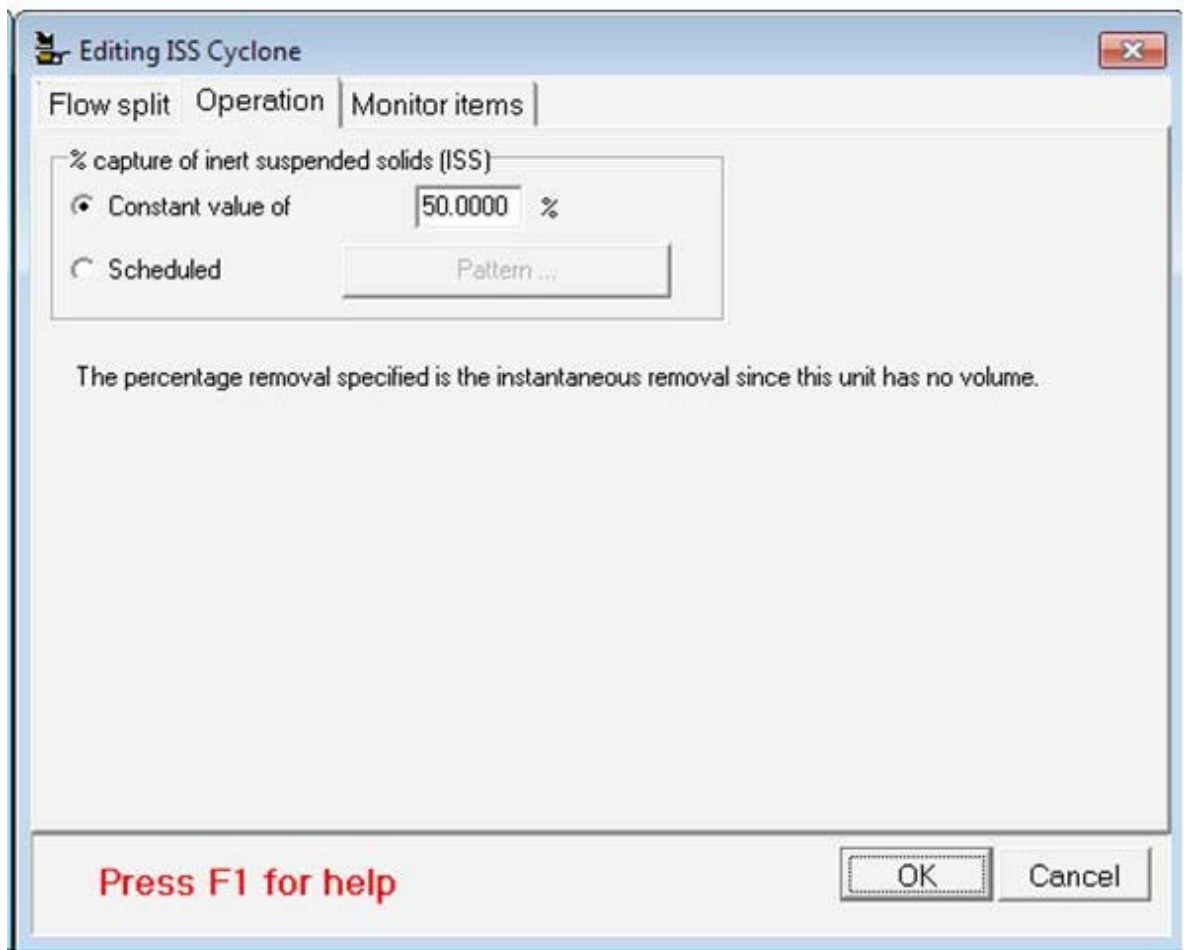 Editing ISS Cyclone
Flow split Operation Monitor items
% capture of inert suspended solids (ISS)
Constant value of 50.0000 %
Scheduled Pattern ...
The percentage removal specified is the instantaneous removal since this unit has no volume.
Press F1 for help OK Cancel